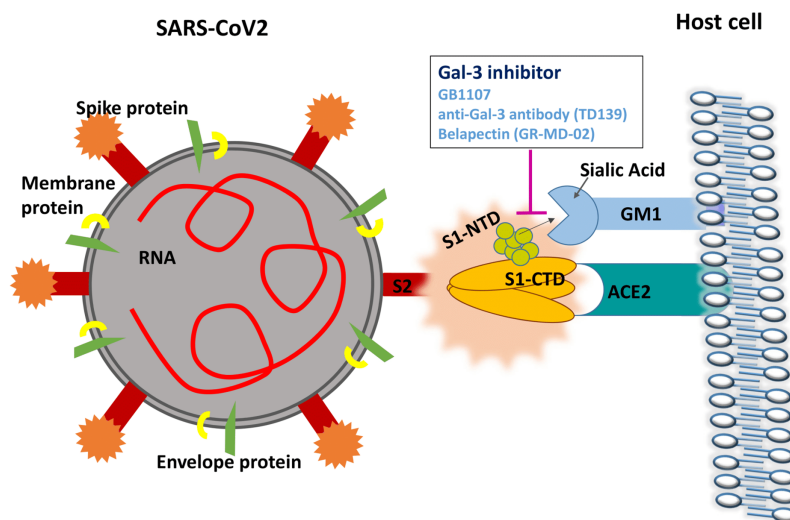 SARS-CoV2
Host cell
Gal-3 inhibitor
GB1107
anti-Gal-3 antibody (TD139)
Belapectin (GR-MD-02)
Spike protein
Membrane
protein
RNA
Sialic Acid
GM1
S1-NTD
S1-CTD
S2
ACE2
Envelope protein